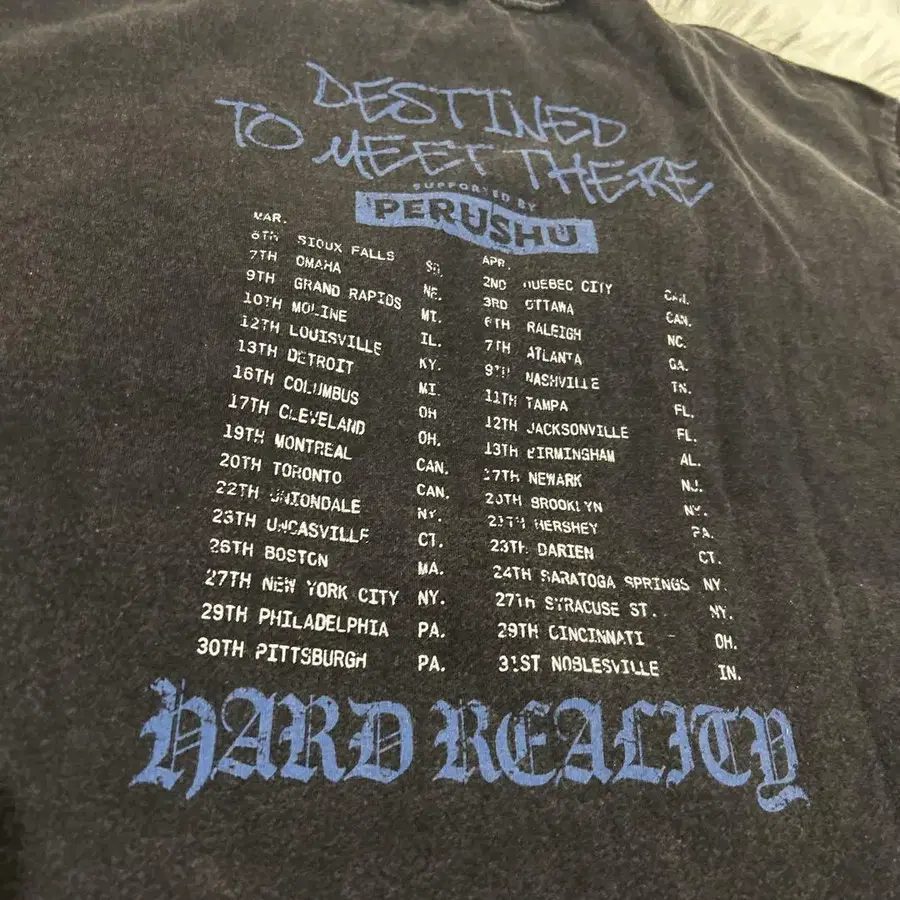 DESTINED
TO MEET THERE
SUPPORTED BY
PERUSHU
MAR.
6TH SIOUX FALLS SD.
7TH OMAHA NE.
9TH GRAND RAPIDS MT.
10TH MOLINE IL.
12TH LOUISVILLE KY.
13TH DETROIT MI.
16TH COLUMBUS OH
17TH CLEVELAND OH.
19TH MONTREAL CAN.
20TH TORONTO CAN.
22TH UNIONDALE NY.
23TH UNCASVILLE CT.
26TH BOSTON MA.
27TH NEW YORK CITY NY.
29TH PHILADELPHIA PA.
30TH PITTSBURGH PA.
APR.
2ND QUEBEC CITY CAN.
3RD OTTAWA CAN.
6TH RALEIGH NC.
7TH ATLANTA GA.
9TH NASHVILLE TN.
11TH TAMPA FL.
12TH JACKSONVILLE FL.
13TH BIRMINGHAM AL.
17TH NEWARK NJ.
20TH BROOKLYN NY.
21TH HERSHEY PA.
23TH DARIEN CT.
24TH SARATOGA SPRINGS NY.
27TH SYRACUSE ST. NY.
29TH CINCINNATI OH.
31ST NOBLESVILLE IN.
HARD REALITY